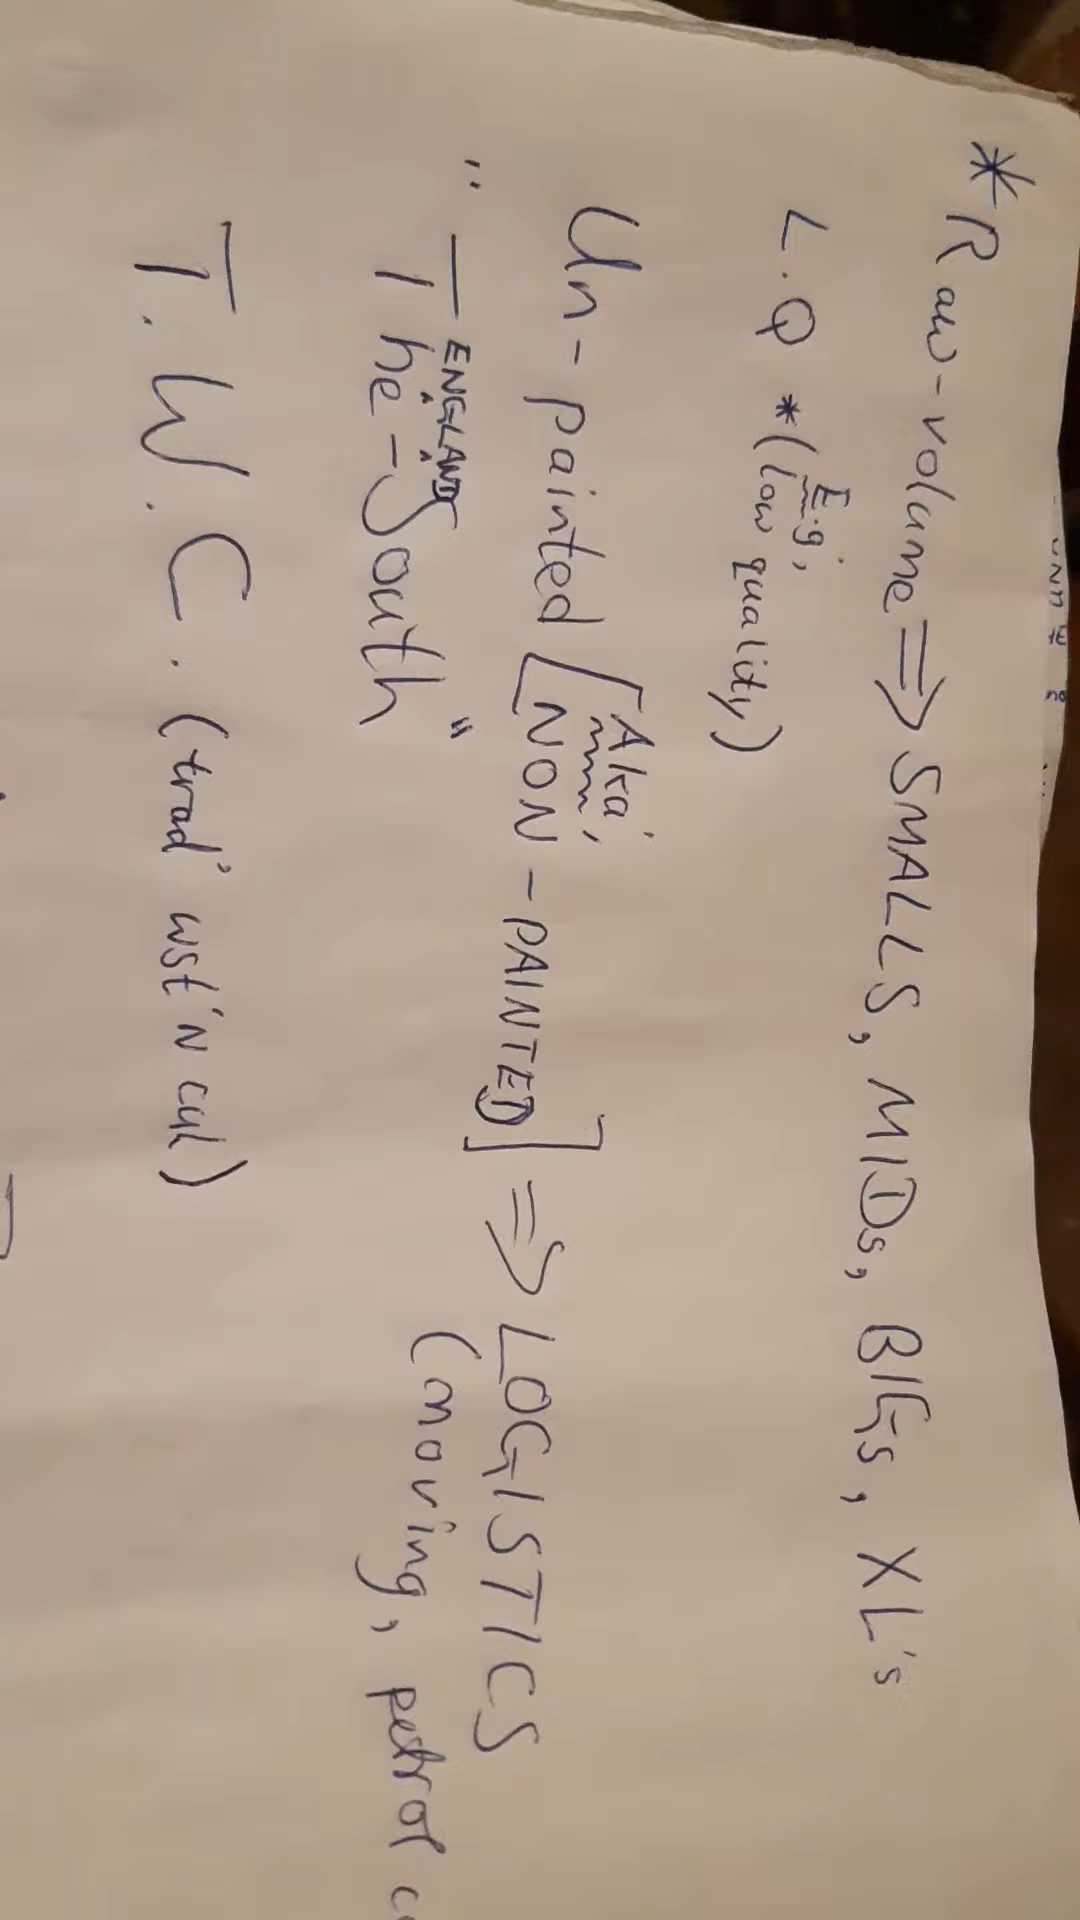 *Raw-volume ⇒ SMALLS, MIDs, BIGs, XL's
L.Q *(E.g; low quality)
Un-painted [Aka; NON-PAINTED] ⇒ LOGISTICS
(moving, petrol
ENGLAND
"The-South"
T.W.C. (trad' wst'N cul)